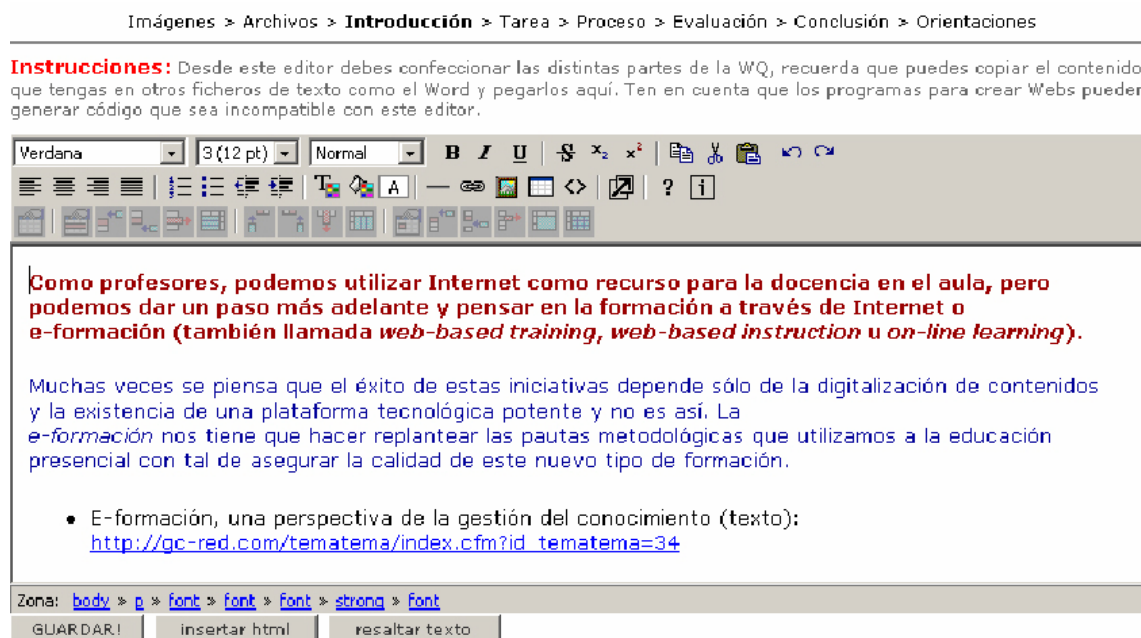 Imágenes > Archivos > Introducción > Tarea > Proceso > Evaluación > Conclusión > Orientaciones
Instrucciones: Desde este editor debes confeccionar las distintas partes de la WQ, recuerda que puedes copiar el contenido
que tengas en otros ficheros de texto como el Word y pegarlos aquí. Ten en cuenta que los programas para crear Webs pueden
generar código que sea incompatible con este editor.
Verdana 3 (12 pt) Normal B I U S x₂ x²
T A ?  i
Como profesores, podemos utilizar Internet como recurso para la docencia en el aula, pero
podemos dar un paso más adelante y pensar en la formación a través de Internet o
e-formación (también llamada web-based training, web-based instruction u on-line learning).
Muchas veces se piensa que el éxito de estas iniciativas depende sólo de la digitalización de contenidos
y la existencia de una plataforma tecnológica potente y no es así. La
e-formación nos tiene que hacer replantear las pautas metodológicas que utilizamos a la educación
presencial con tal de asegurar la calidad de este nuevo tipo de formación.
• E-formación, una perspectiva de la gestión del conocimiento (texto):
http://gc-red.com/tematema/index.cfm?id_tematema=34
Zona: body » p » font » font » font » strong » font
GUARDAR! insertar html resaltar texto